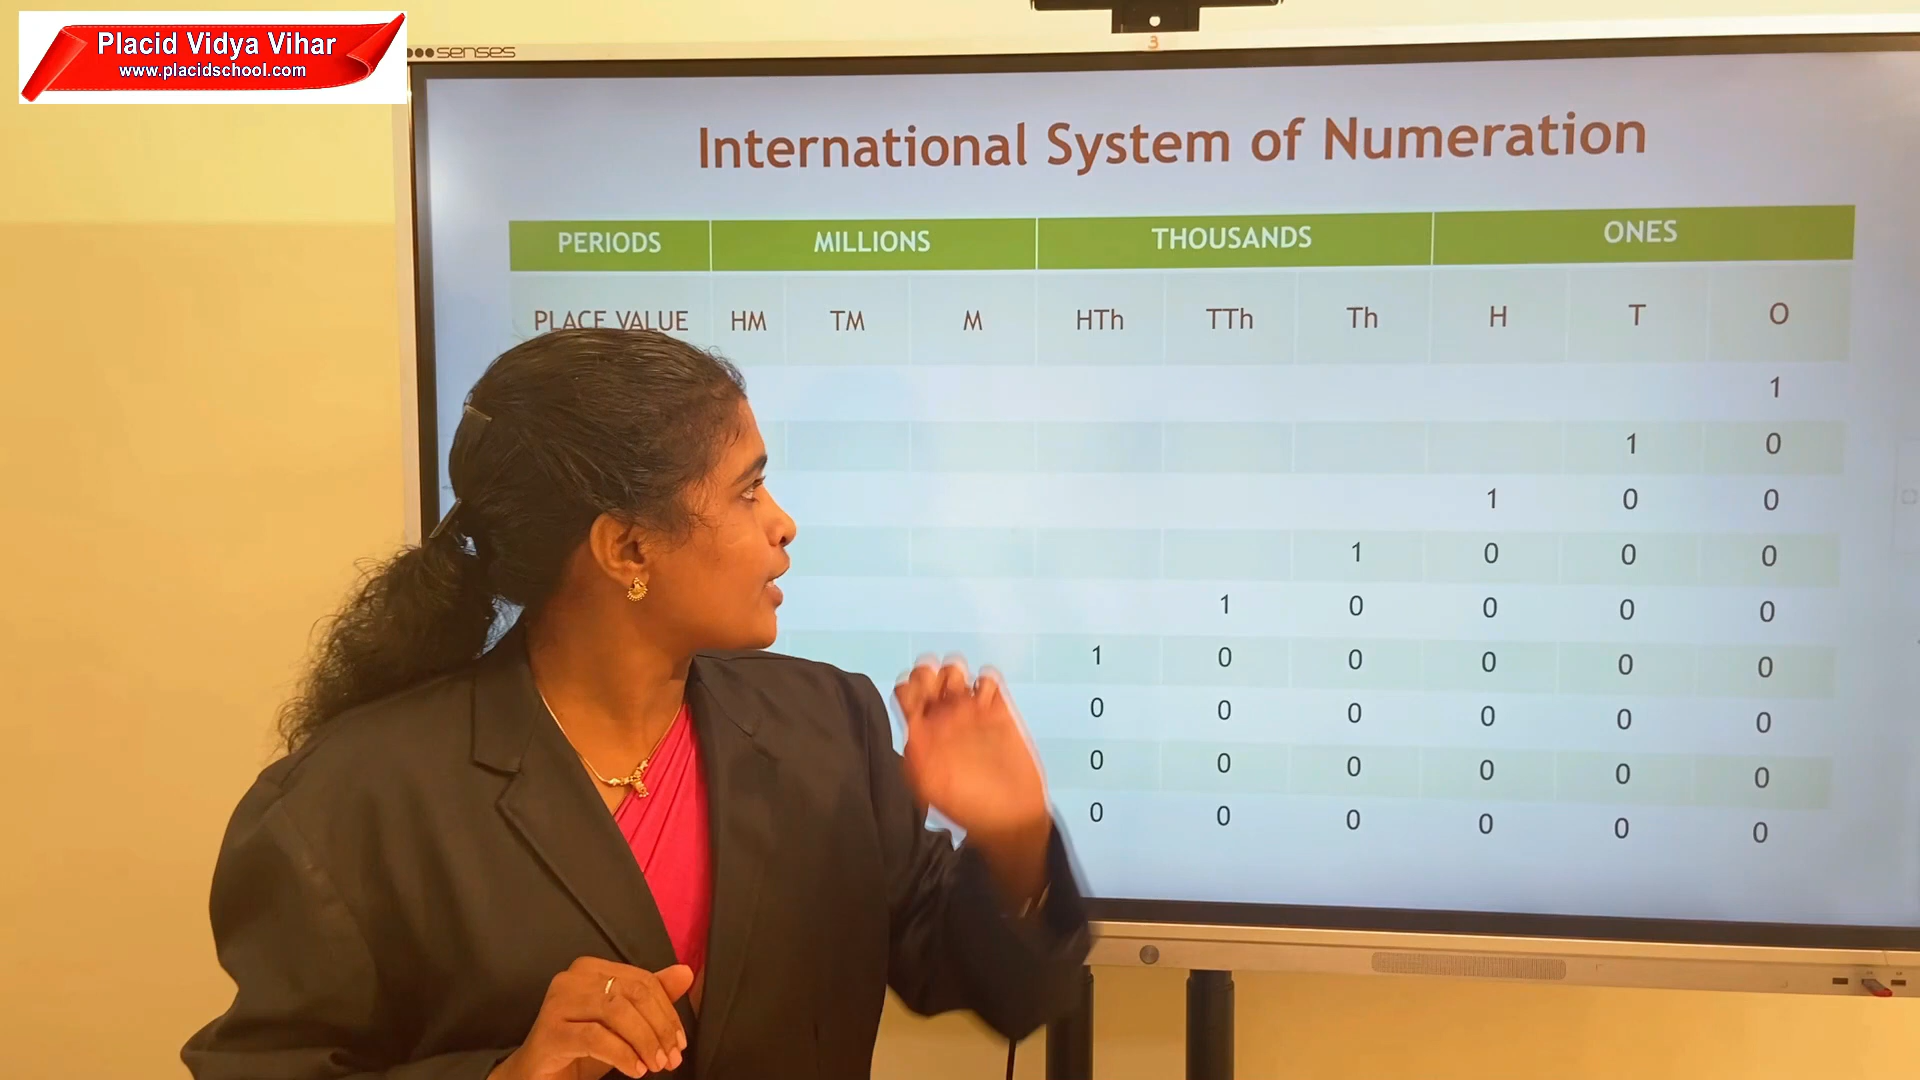 Placid Vidya Vihar
www.placidschool.com
senses
3
International System of Numeration
PERIODS MILLIONS THOUSANDS ONES
PLACE VALUE HM TM M HTh TTh Th H T O
1
1 0
1 0 0
1 0 0 0
1 0 0 0 0
1 0 0 0 0 0
0 0 0 0 0 0
0 0 0 0 0 0
0 0 0 0 0 0